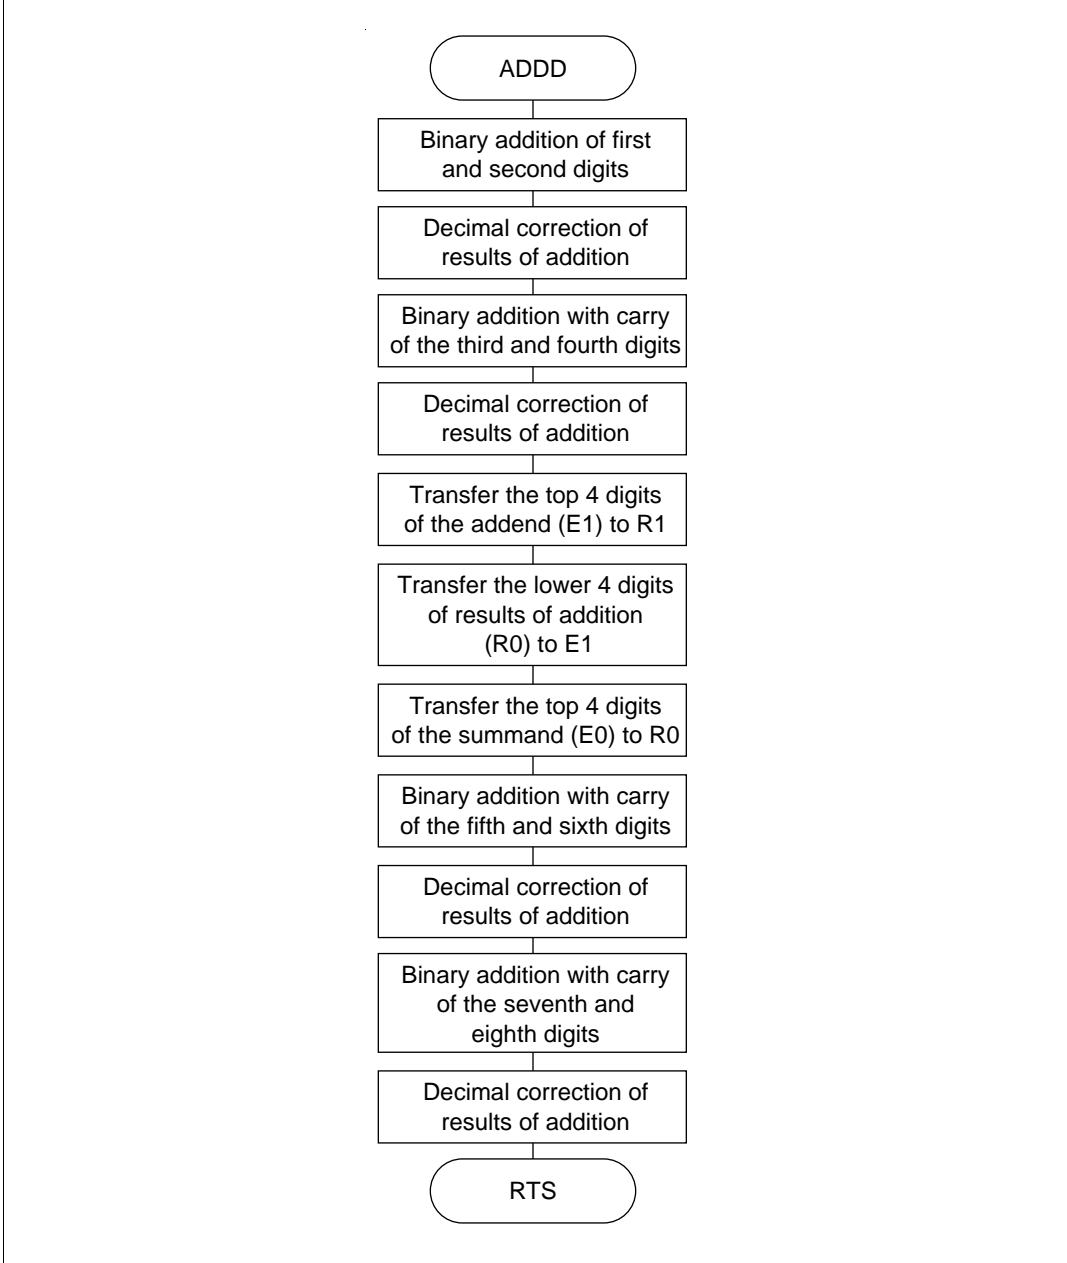 ADDD
Binary addition of first
and second digits
Decimal correction of
results of addition
Binary addition with carry
of the third and fourth digits
Decimal correction of
results of addition
Transfer the top 4 digits
of the addend (E1) to R1
Transfer the lower 4 digits
of results of addition
(R0) to E1
Transfer the top 4 digits
of the summand (E0) to R0
Binary addition with carry
of the fifth and sixth digits
Decimal correction of
results of addition
Binary addition with carry
of the seventh and
eighth digits
Decimal correction of
results of addition
RTS